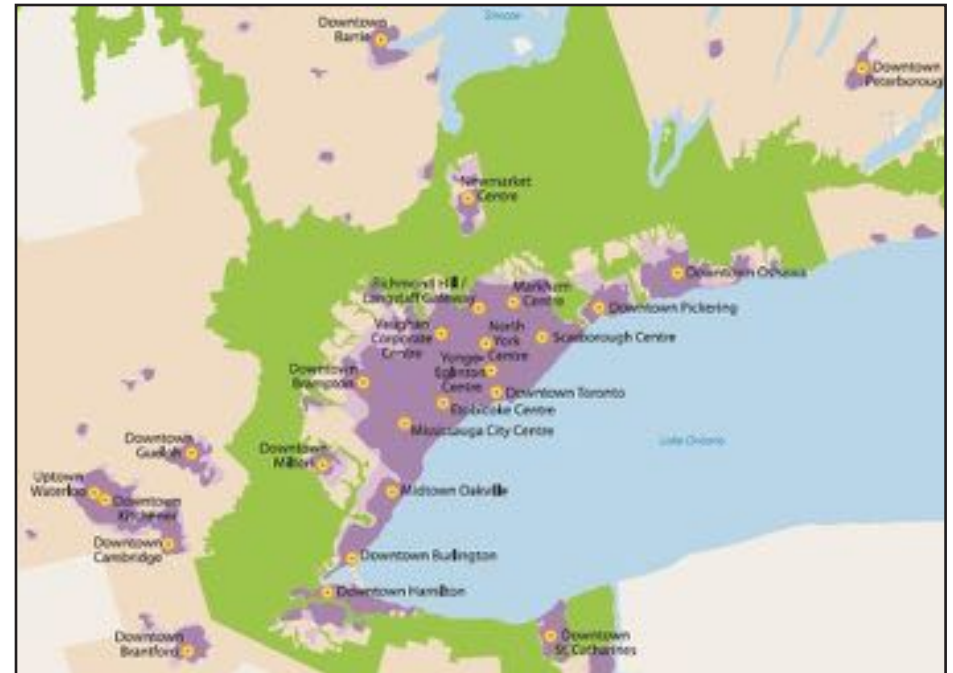 Simcoe
Downtown
Barrie
Downtown
Peterboroug
Newmarket
Centre
Downtown Oshawa
Richmond Hill /
Langstaff Gateway
Markham
Centre
Downtown Pickering
Vaughan
Corporate
Centre
North
York
Centre
Scarborough Centre
Yonge-
Eglinton
Centre
Downtown
Brampton
Downtown Toronto
Etobicoke Centre
Mississauga City Centre
Lake Ontario
Downtown
Guelph
Downtown
Milton
Uptown
Waterloo
Downtown
Kitchener
Midtown Oakville
Downtown
Cambridge
Downtown Burlington
Downtown Hamilton
Downtown
Brantford
Downtown
St. Catharines